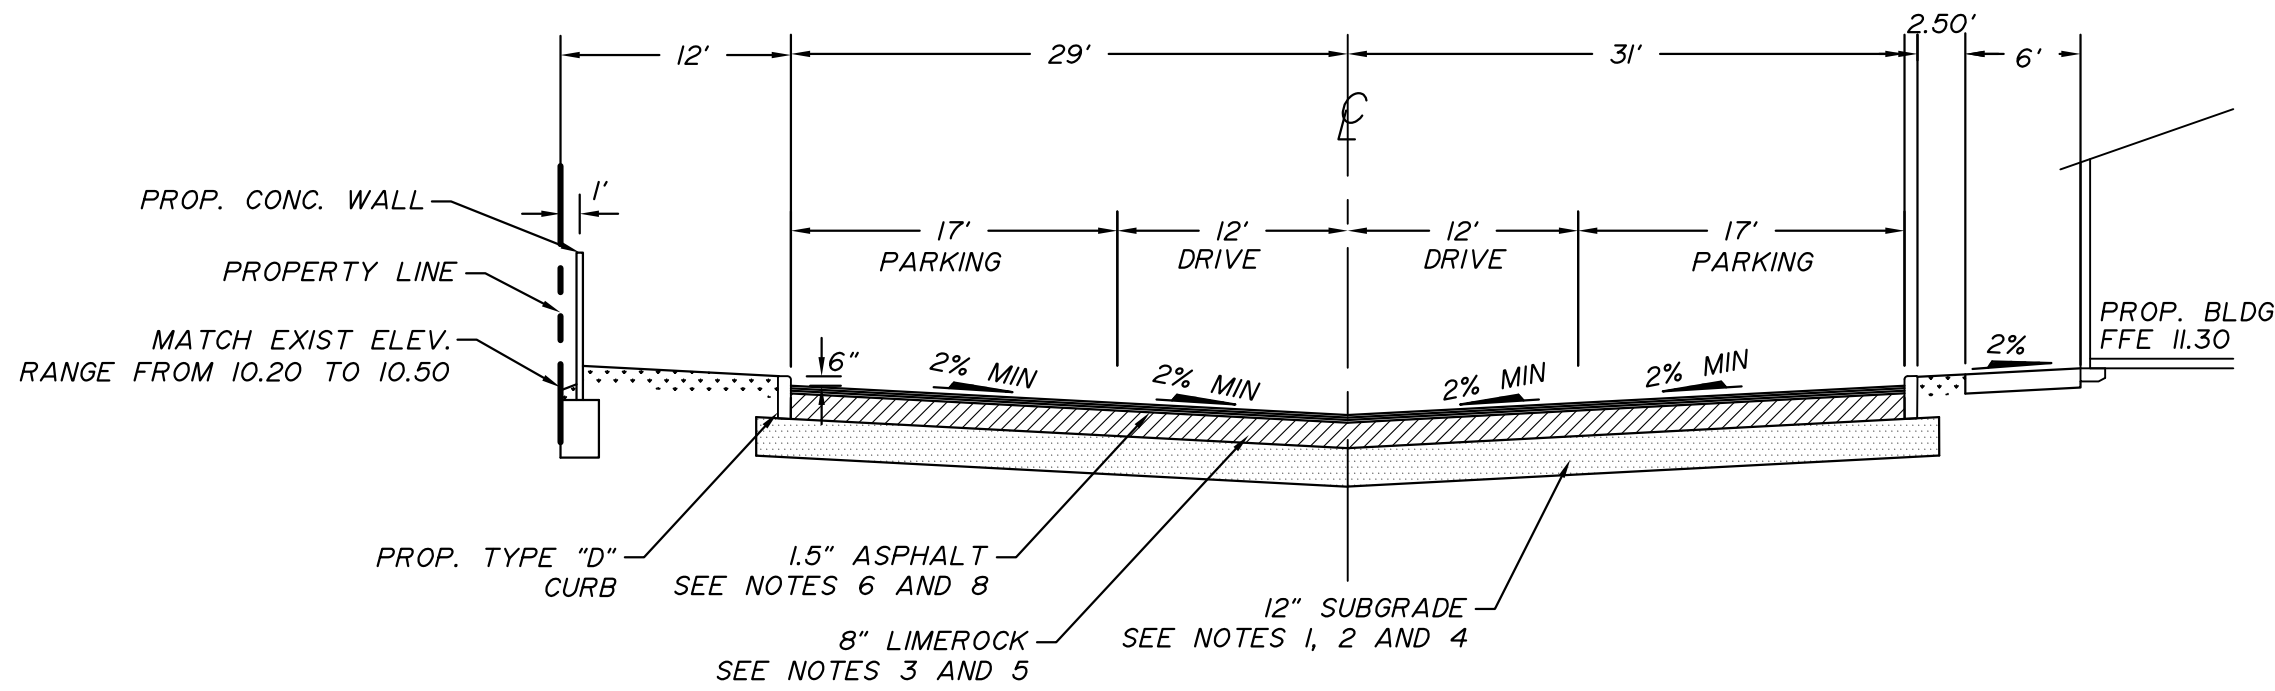 2.50'
12'
29'
31'
6'
CL
PROP. CONC. WALL
1'
17'
PARKING
12'
DRIVE
12'
DRIVE
17'
PARKING
PROPERTY LINE
MATCH EXIST ELEV.
RANGE FROM 10.20 TO 10.50
6"
2% MIN
2% MIN
2% MIN
2% MIN
2%
PROP. BLDG
FFE 11.30
PROP. TYPE "D"
CURB
1.5" ASPHALT
SEE NOTES 6 AND 8
8" LIMEROCK
SEE NOTES 3 AND 5
12" SUBGRADE
SEE NOTES 1, 2 AND 4